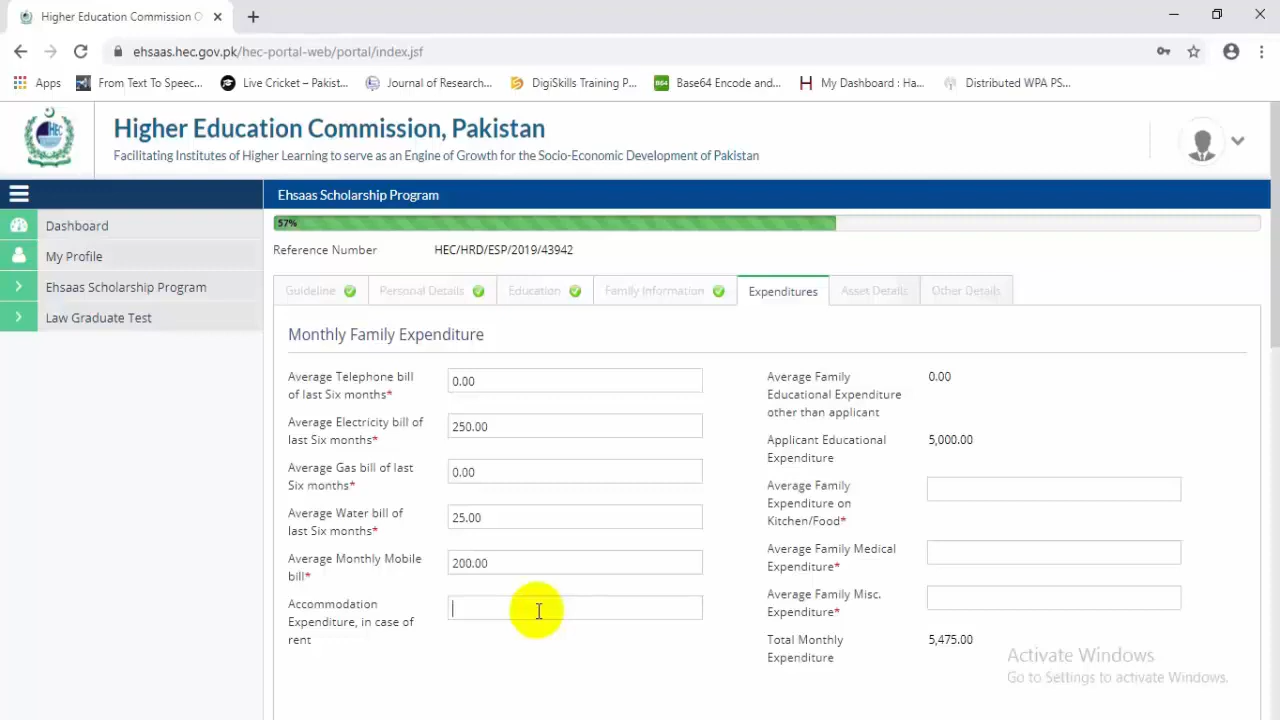 Higher Education Commission O
ehsaas.hec.gov.pk/hec-portal-web/portal/index.jsf
Apps
From Text To Speec...
Live Cricket – Pakist...
Journal of Research...
DigiSkills Training P...
B64
Base64 Encode and...
My Dashboard : Ha...
Distributed WPA PS...
HEC
Higher Education Commission, Pakistan
Facilitating Institutes of Higher Learning to serve as an Engine of Growth for the Socio-Economic Development of Pakistan
Dashboard
My Profile
Ehsaas Scholarship Program
Law Graduate Test
Ehsaas Scholarship Program
57%
Reference Number HEC/HRD/ESP/2019/43942
Guideline Personal Details Education Family Information Expenditures Asset Details Other Details
Monthly Family Expenditure
Average Telephone bill
of last Six months*
0.00
Average Electricity bill of
last Six months*
250.00
Average Gas bill of last
Six months*
0.00
Average Water bill of
last Six months*
25.00
Average Monthly Mobile
bill*
200.00
Accommodation
Expenditure, in case of
rent
Average Family
Educational Expenditure
other than applicant
0.00
Applicant Educational
Expenditure
5,000.00
Average Family
Expenditure on
Kitchen/Food*
Average Family Medical
Expenditure*
Average Family Misc.
Expenditure*
Total Monthly
Expenditure
5,475.00
Activate Windows
Go to Settings to activate Windows.